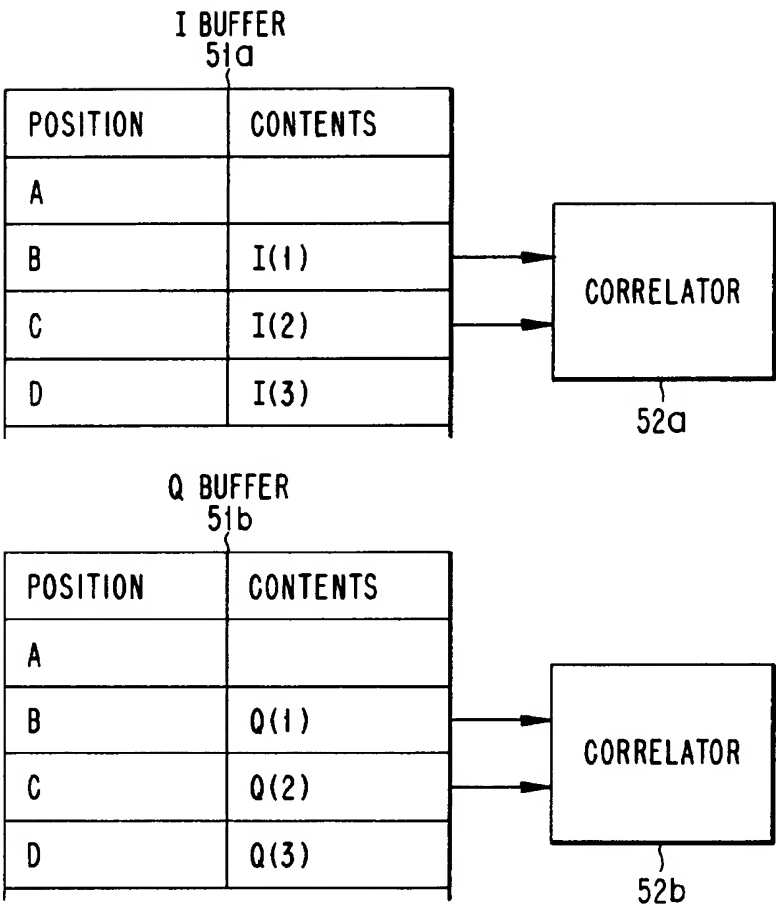 I BUFFER
51a
POSITION CONTENTS
A
B I(1)
C I(2)
D I(3)
CORRELATOR
52a
Q BUFFER
51b
POSITION CONTENTS
A
B Q(1)
C Q(2)
D Q(3)
CORRELATOR
52b